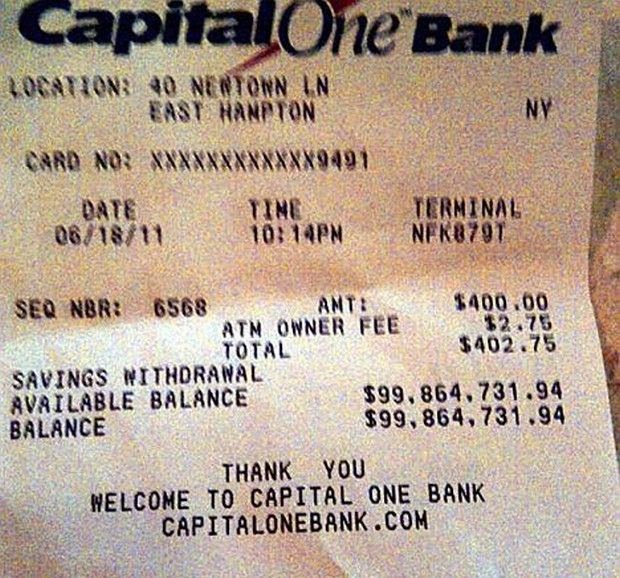 Capital One™ Bank
LOCATION: 40 NEWTOWN LN
EAST HAMPTON NY
CARD NO: XXXXXXXXXXXX9491
DATE TIME TERMINAL
06/18/11 10:14PM NFK879T
SEQ NBR: 6568 AMT: $400.00
ATM OWNER FEE $2.75
TOTAL $402.75
SAVINGS WITHDRAWAL
AVAILABLE BALANCE $99,864,731.94
BALANCE $99,864,731.94
THANK YOU
WELCOME TO CAPITAL ONE BANK
CAPITALONEBANK.COM